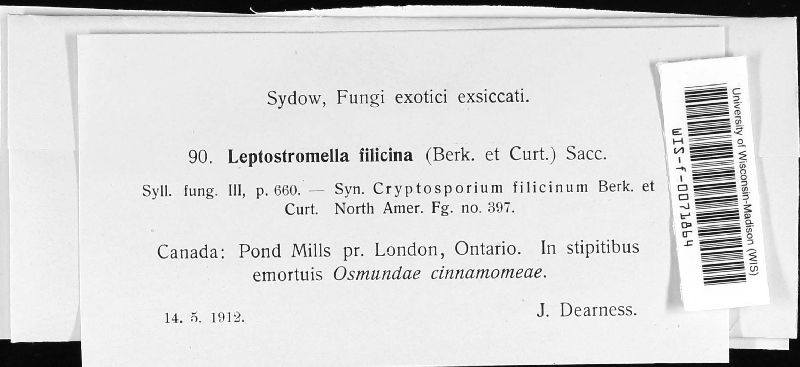 Sydow, Fungi exotici exsiccati.
90. Leptostromella filicina (Berk. et Curt.) Sacc.
Syll. fung. III, p. 660. — Syn. Cryptosporium filicinum Berk. et
Curt. North Amer. Fg. no. 397.
Canada: Pond Mills pr. London, Ontario. In stipitibus
emortuis Osmundae cinnamomeae.
14. 5. 1912.
J. Dearness.
University of Wisconsin-Madison (WIS)
WIS-f-0071864